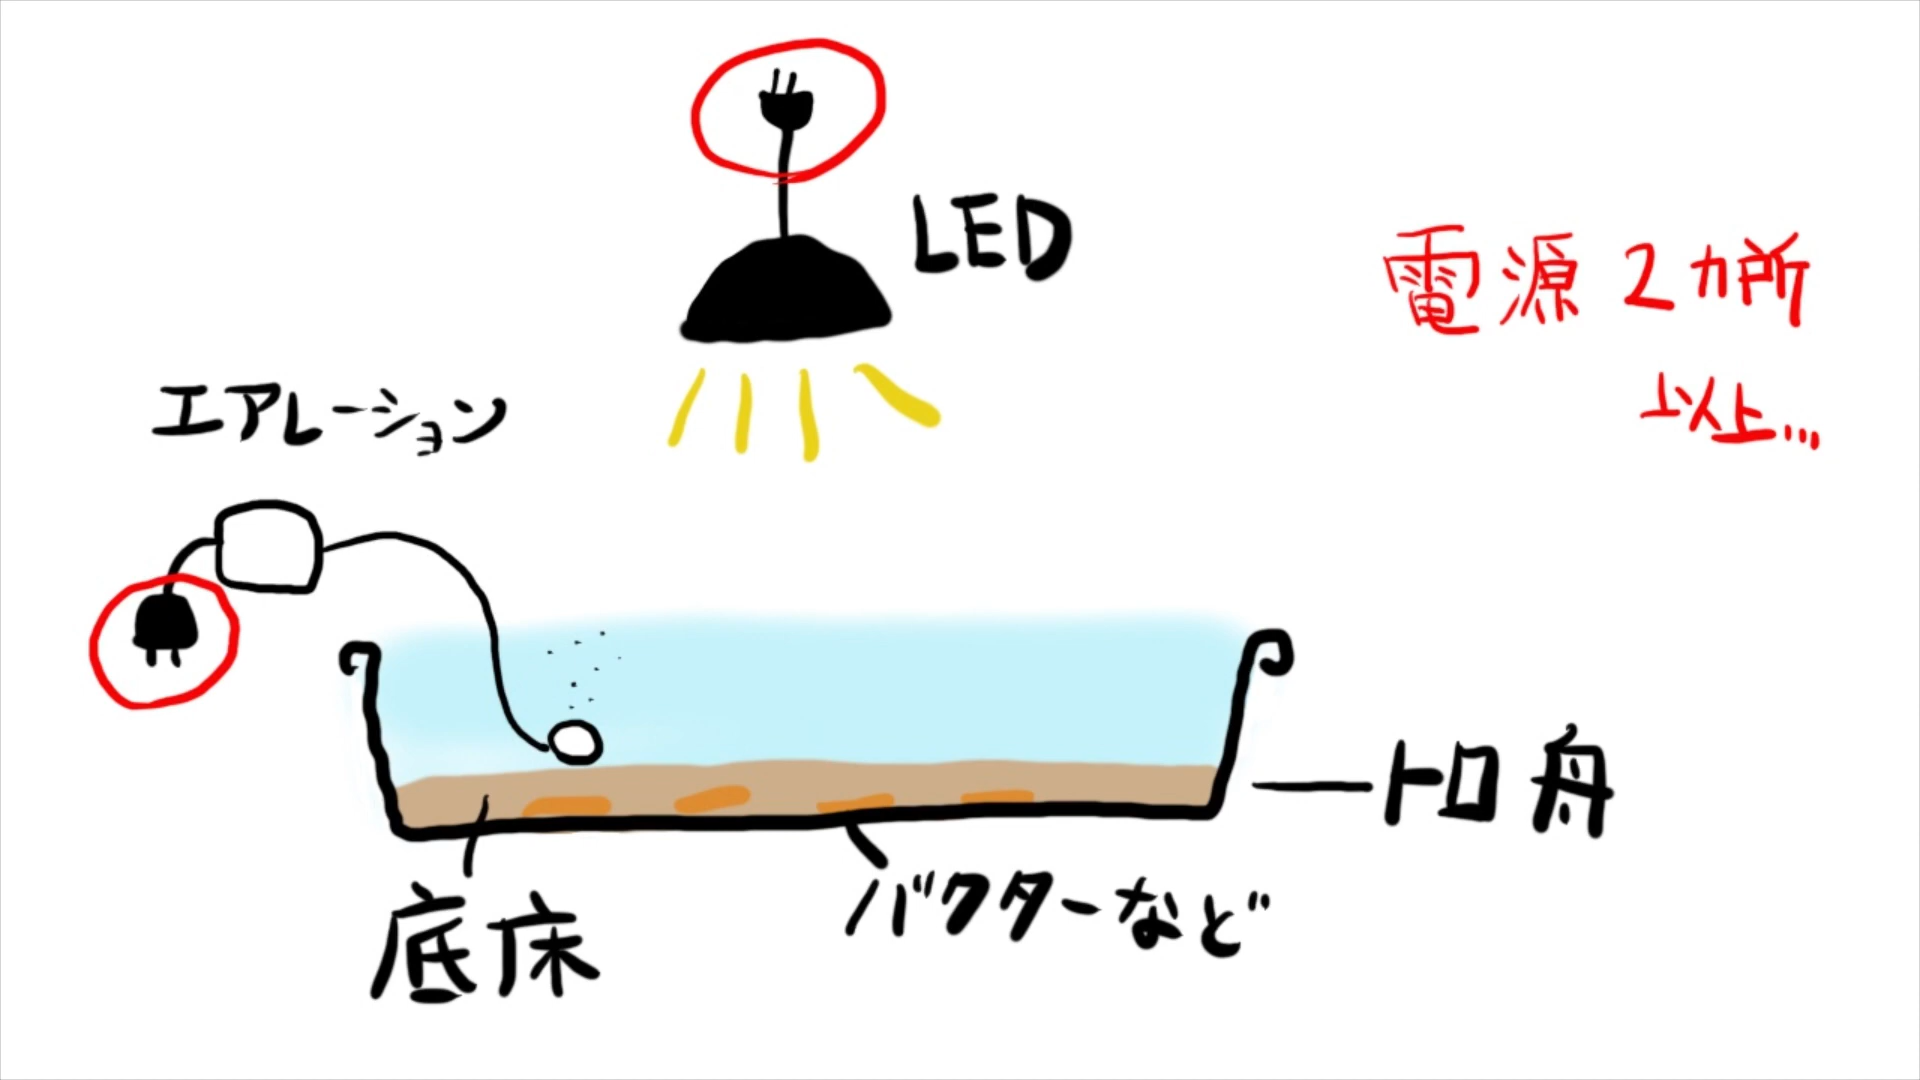 LED
電源2カ所
以上...
エアレーション
トロ舟
バクターなど
底床